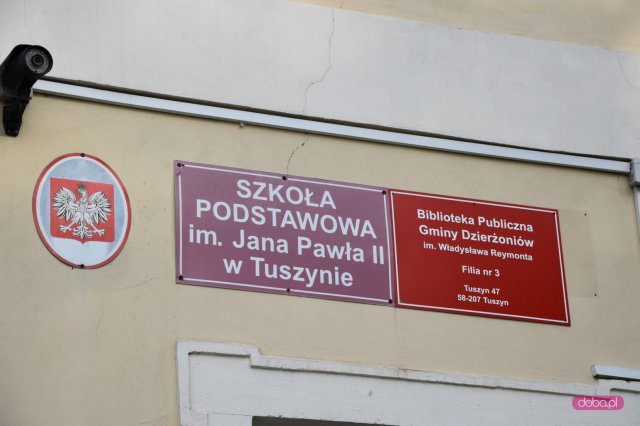 SZKOŁA
PODSTAWOWA
im. Jana Pawła II
w Tuszynie
Biblioteka Publiczna
Gminy Dzierżoniów
im. Władysława Reymonta
Filia nr 3
Tuszyn 47
58-207 Tuszyn
doba.pl